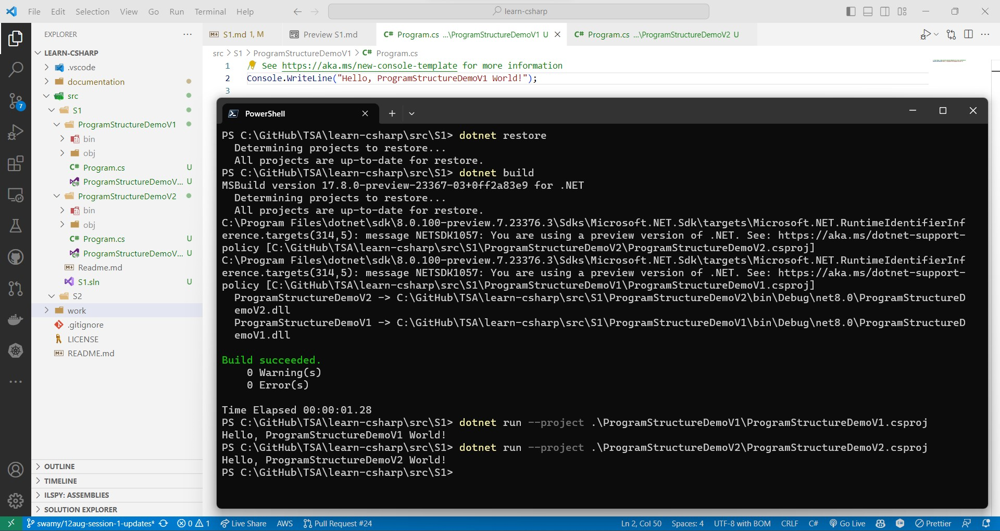 File Edit Selection View Go Run Terminal Help
learn-csharp
EXPLORER
S1.md 1, M
Preview S1.md
Program.cs ...\ProgramStructureDemoV1 U
Program.cs ...\ProgramStructureDemoV2 U
src > S1 > ProgramStructureDemoV1 > C# Program.cs
1 // See https://aka.ms/new-console-template for more information
2 Console.WriteLine("Hello, ProgramStructureDemoV1 World!");
3
LEARN-CSHARP
.vscode
documentation
src
S1
ProgramStructureDemoV1
bin
obj
C# Program.cs U
ProgramStructureDemoV... U
ProgramStructureDemoV2
bin
obj
C# Program.cs U
ProgramStructureDemoV... U
Readme.md
S1.sln U
S2
work
.gitignore
LICENSE
README.md
7
OUTLINE
TIMELINE
ILSPY: ASSEMBLIES
SOLUTION EXPLORER
PowerShell
PS C:\GitHub\TSA\learn-csharp\src\S1> dotnet restore
Determining projects to restore...
All projects are up-to-date for restore.
PS C:\GitHub\TSA\learn-csharp\src\S1> dotnet build
MSBuild version 17.8.0-preview-23367-03+0ff2a83e9 for .NET
Determining projects to restore...
All projects are up-to-date for restore.
C:\Program Files\dotnet\sdk\8.0.100-preview.7.23376.3\Sdks\Microsoft.NET.Sdk\targets\Microsoft.NET.RuntimeIdentifierInf
erence.targets(314,5): message NETSDK1057: You are using a preview version of .NET. See: https://aka.ms/dotnet-support-
policy [C:\GitHub\TSA\learn-csharp\src\S1\ProgramStructureDemoV2\ProgramStructureDemoV2.csproj]
C:\Program Files\dotnet\sdk\8.0.100-preview.7.23376.3\Sdks\Microsoft.NET.Sdk\targets\Microsoft.NET.RuntimeIdentifierInf
erence.targets(314,5): message NETSDK1057: You are using a preview version of .NET. See: https://aka.ms/dotnet-support-
policy [C:\GitHub\TSA\learn-csharp\src\S1\ProgramStructureDemoV1\ProgramStructureDemoV1.csproj]
ProgramStructureDemoV2 -> C:\GitHub\TSA\learn-csharp\src\S1\ProgramStructureDemoV2\bin\Debug\net8.0\ProgramStructureD
emoV2.dll
ProgramStructureDemoV1 -> C:\GitHub\TSA\learn-csharp\src\S1\ProgramStructureDemoV1\bin\Debug\net8.0\ProgramStructureD
emoV1.dll
Build succeeded.
0 Warning(s)
0 Error(s)
Time Elapsed 00:00:01.28
PS C:\GitHub\TSA\learn-csharp\src\S1> dotnet run --project .\ProgramStructureDemoV1\ProgramStructureDemoV1.csproj
Hello, ProgramStructureDemoV1 World!
PS C:\GitHub\TSA\learn-csharp\src\S1> dotnet run --project .\ProgramStructureDemoV2\ProgramStructureDemoV2.csproj
Hello, ProgramStructureDemoV2 World!
PS C:\GitHub\TSA\learn-csharp\src\S1>
swamy/12aug-session-1-updates* 0 1 Live Share AWS Pull Request #24 Ln 2, Col 50 Spaces: 4 UTF-8 with BOM CRLF C# Go Live Prettier